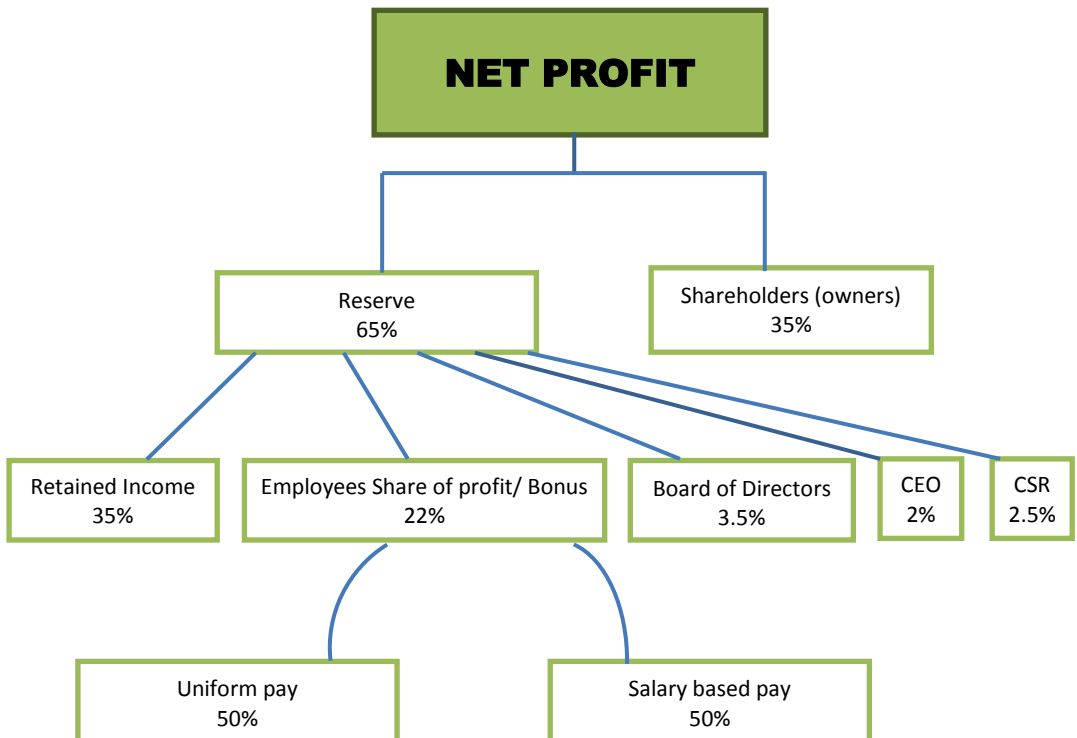 NET PROFIT
Reserve
65%
Shareholders (owners)
35%
Retained Income
35%
Employees Share of profit/ Bonus
22%
Board of Directors
3.5%
CEO
2%
CSR
2.5%
Uniform pay
50%
Salary based pay
50%